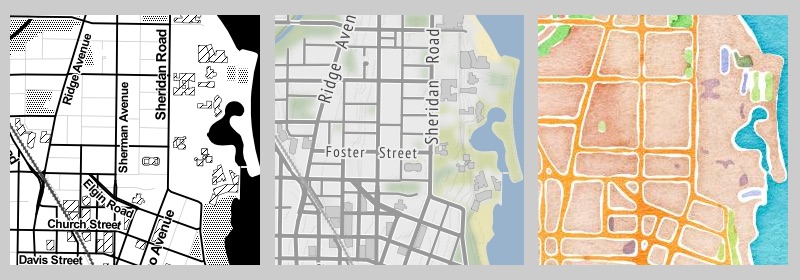 Ridge Avenue
Sheridan Road
Sherman Avenue
Elgin Road
Church Street
o Avenue
Davis Street
Ridge Aven
Sheridan Road
Foster Street